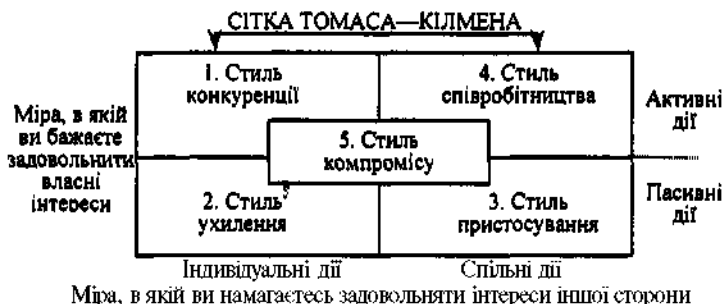 СІТКА ТОМАСА—КІЛМЕНА
1. Стиль
конкуренції
4. Стиль
співробітництва
Міра, в якій
ви бажаєте
задовольнити
власні
інтереси
5. Стиль
компромісу
Активні
дії
2. Стиль
ухилення
3. Стиль
пристосування
Пасивні
дії
Індивідуальні дії
Спільні дії
Міра, в якій ви намагаєтесь задовольняти інтереси іншої сторони